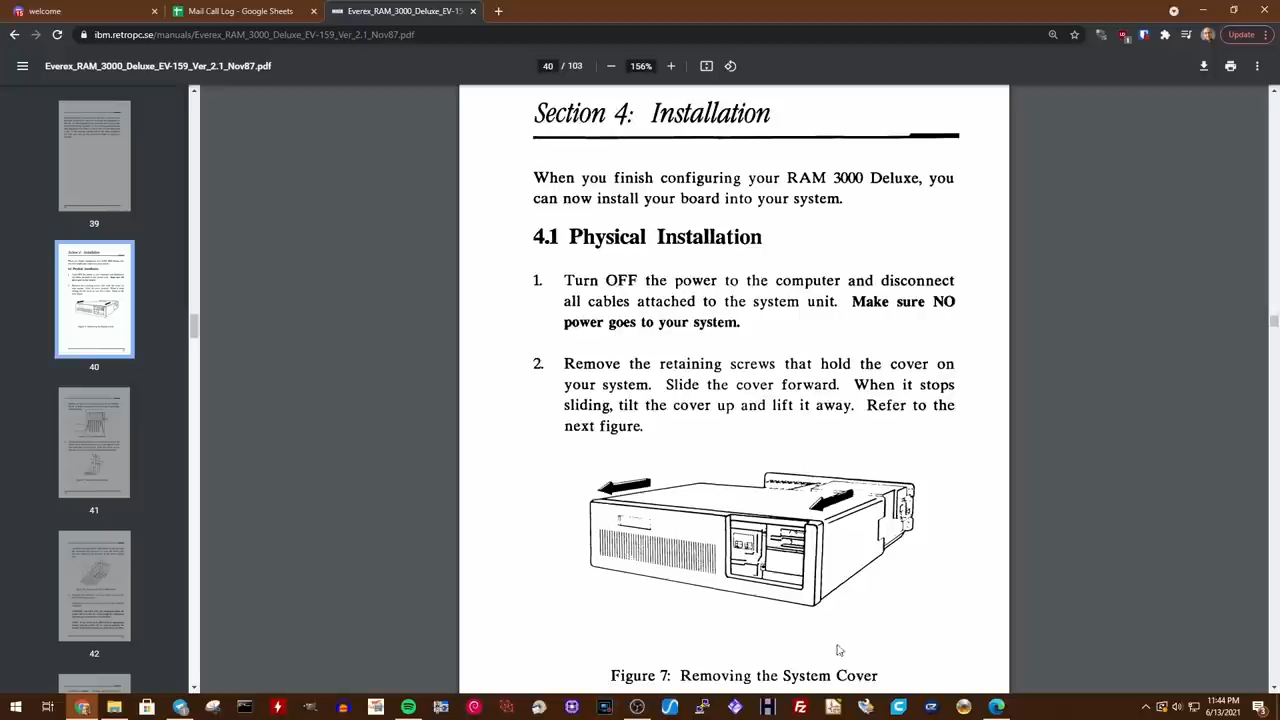 welcome
Mail Call Log - Google Sheets
Everex_RAM_3000_Deluxe_EV-15
ibm.retropc.se/manuals/Everex_RAM_3000_Deluxe_EV-159_Ver_2.1_Nov87.pdf
Update
Everex_RAM_3000_Deluxe_EV-159_Ver_2.1_Nov87.pdf
40 / 103
156%
39
40
41
42
Section 4: Installation
When you finish configuring your RAM 3000 Deluxe, you
can now install your board into your system.
4.1 Physical Installation
1. Turn OFF the power to the computer and disconnect
all cables attached to the system unit. Make sure NO
power goes to your system.
2. Remove the retaining screws that hold the cover on
your system. Slide the cover forward. When it stops
sliding, tilt the cover up and lift it away. Refer to the
next figure.
Figure 7: Removing the System Cover
11:44 PM
6/13/2021